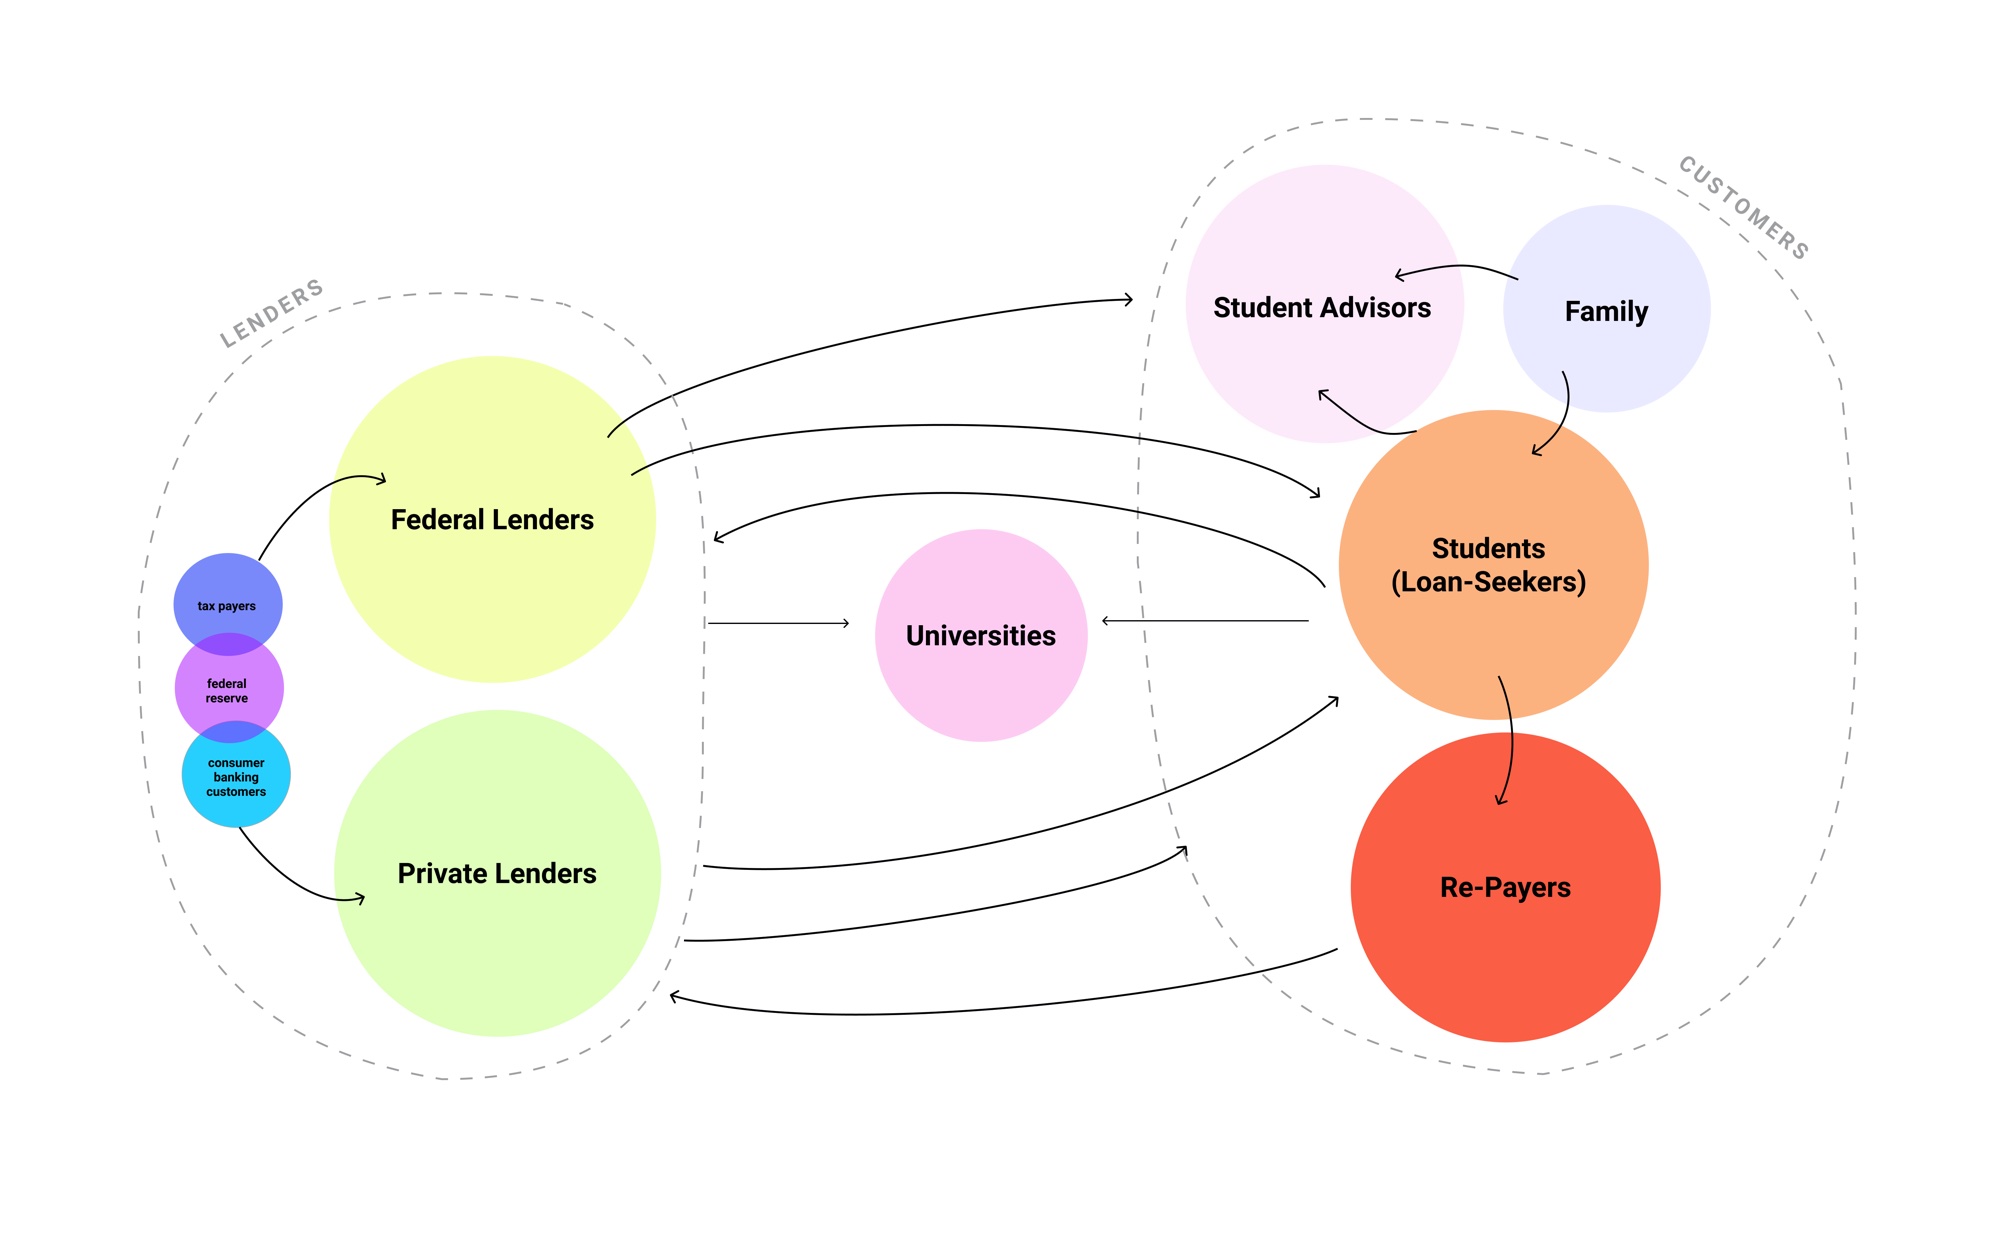 LENDERS
CUSTOMERS
Student Advisors
Family
Federal Lenders
Students
(Loan-Seekers)
tax payers
federal
reserve
consumer
banking
customers
Universities
Private Lenders
Re-Payers